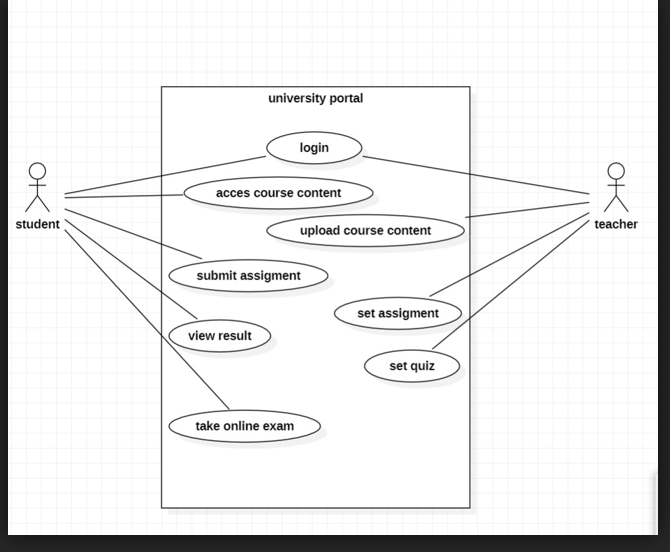 university portal
login
acces course content
upload course content
student
teacher
submit assigment
set assigment
view result
set quiz
take online exam